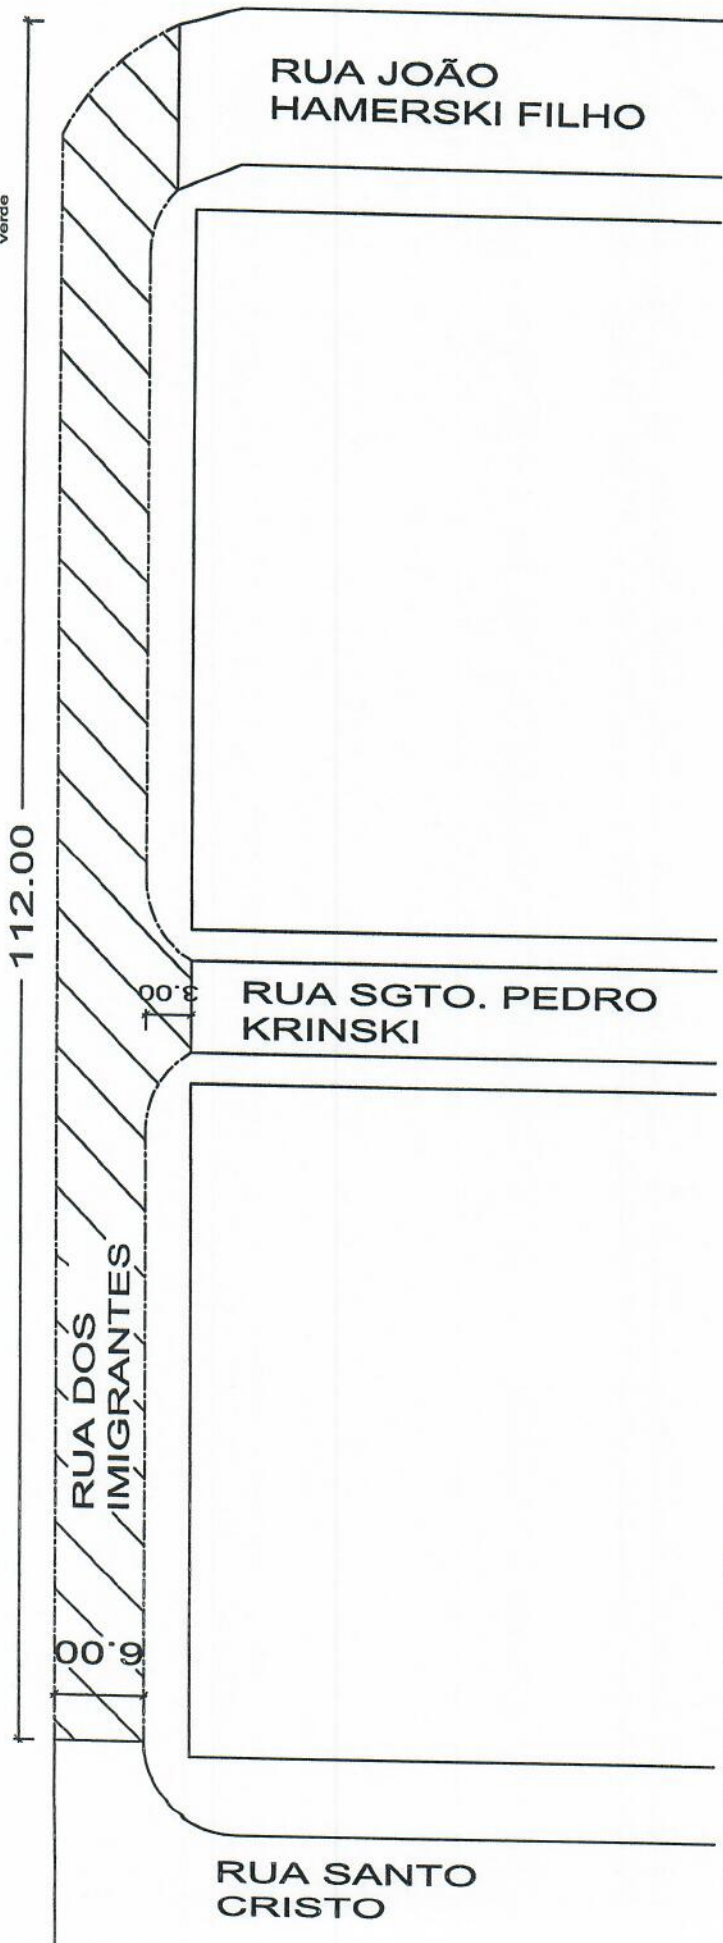 RUA JOÃO
HAMERSKI FILHO
Verde
112.00
3.00
RUA SGTO. PEDRO
KRINSKI
RUA DOS
IMIGRANTES
6.00
RUA SANTO
CRISTO